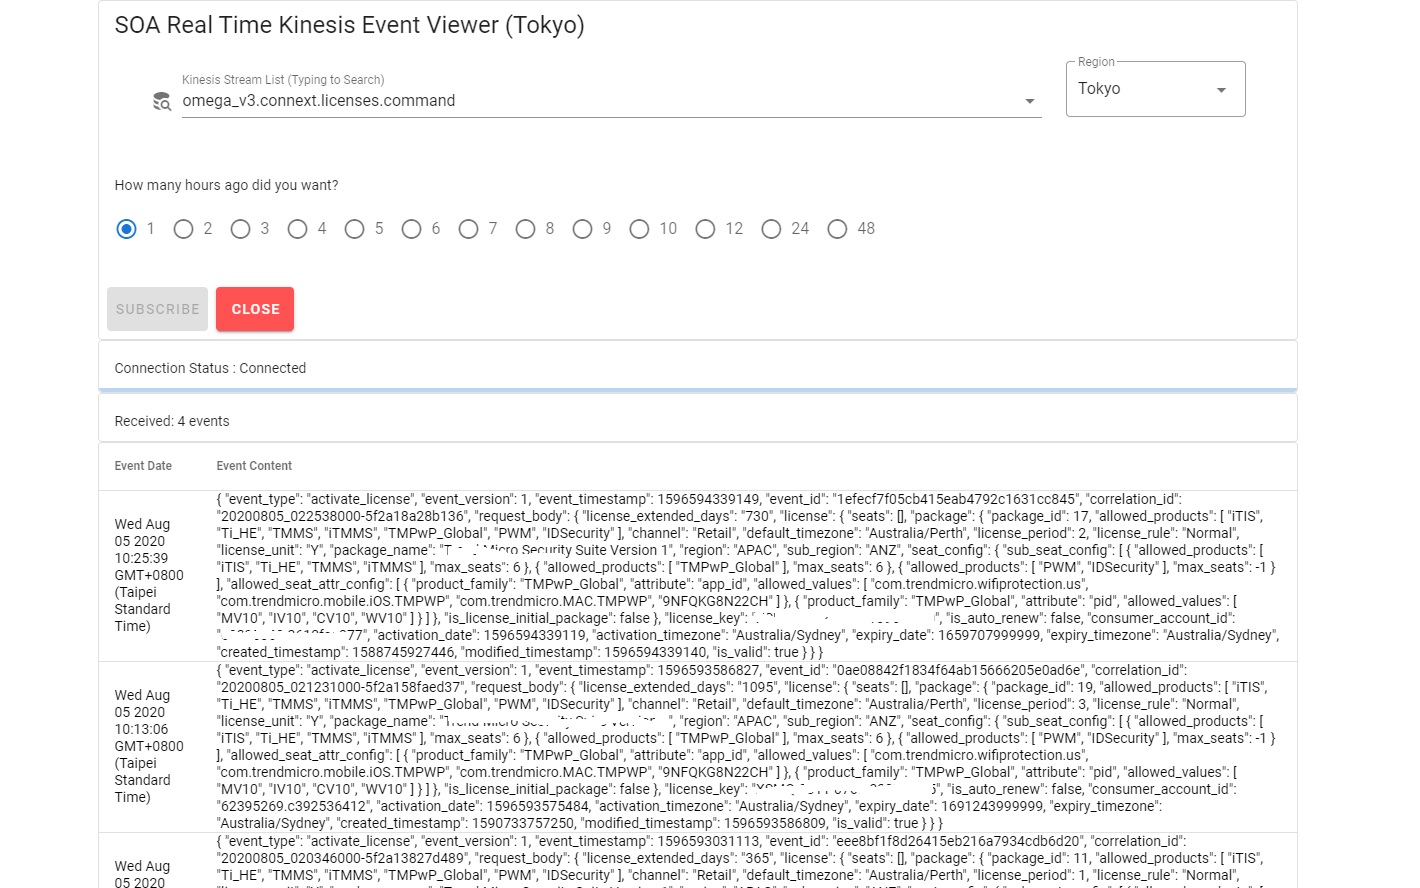 SOA Real Time Kinesis Event Viewer (Tokyo)
Kinesis Stream List (Typing to Search)
omega_v3.connext.licenses.command
Region
Tokyo
How many hours ago did you want?
1 2 3 4 5 6 7 8 9 10 12 24 48
SUBSCRIBE CLOSE
Connection Status : Connected
Received: 4 events
Event Date Event Content
Wed Aug
05 2020
10:25:39
GMT+0800
(Taipei
Standard
Time)
{ "event_type": "activate_license", "event_version": 1, "event_timestamp": 1596594339149, "event_id": "1efecf7f05cb415eab4792c1631cc845", "correlation_id":
"20200805_022538000-5f2a18a28b136", "request_body": { "license_extended_days": "730", "license": { "seats": [], "package": { "package_id": 17, "allowed_products": [ "iTIS",
"Ti_HE", "TMMS", "iTMMS", "TMPwP_Global", "PWM", "IDSecurity" ], "channel": "Retail", "default_timezone": "Australia/Perth", "license_period": 2, "license_rule": "Normal",
"license_unit": "Y", "package_name": " Micro Security Suite Version 1", "region": "APAC", "sub_region": "ANZ", "seat_config": { "sub_seat_config": [ { "allowed_products": [
"iTIS", "Ti_HE", "TMMS", "iTMMS" ], "max_seats": 6 }, { "allowed_products": [ "TMPwP_Global" ], "max_seats": 6 }, { "allowed_products": [ "PWM", "IDSecurity" ], "max_seats": -1 }
], "allowed_seat_attr_config": [ { "product_family": "TMPwP_Global", "attribute": "app_id", "allowed_values": [ "com.trendmicro.wifiprotection.us",
"com.trendmicro.mobile.iOS.TMPWP", "com.trendmicro.MAC.TMPWP", "9NFQKG8N22CH" ] }, { "product_family": "TMPwP_Global", "attribute": "pid", "allowed_values": [
"MV10", "IV10", "CV10", "WV10" ] } ] }, "is_license_initial_package": false }, "license_key": " ", "is_auto_renew": false, "consumer_account_id":
"activation_date": 1596594339119, "activation_timezone": "Australia/Sydney", "expiry_date": 1659707999999, "expiry_timezone": "Australia/Sydney",
"created_timestamp": 1588745927446, "modified_timestamp": 1596594339140, "is_valid": true } } }
Wed Aug
05 2020
10:13:06
GMT+0800
(Taipei
Standard
Time)
{ "event_type": "activate_license", "event_version": 1, "event_timestamp": 1596593586827, "event_id": "0ae08842f1834f64ab15666205e0ad6e", "correlation_id":
"20200805_021231000-5f2a158faed37", "request_body": { "license_extended_days": "1095", "license": { "seats": [], "package": { "package_id": 19, "allowed_products": [ "iTIS",
"Ti_HE", "TMMS", "iTMMS", "TMPwP_Global", "PWM", "IDSecurity" ], "channel": "Retail", "default_timezone": "Australia/Perth", "license_period": 3, "license_rule": "Normal",
"license_unit": "Y", "package_name": " ", "region": "APAC", "sub_region": "ANZ", "seat_config": { "sub_seat_config": [ { "allowed_products": [
"iTIS", "Ti_HE", "TMMS", "iTMMS" ], "max_seats": 6 }, { "allowed_products": [ "TMPwP_Global" ], "max_seats": 6 }, { "allowed_products": [ "PWM", "IDSecurity" ], "max_seats": -1 }
], "allowed_seat_attr_config": [ { "product_family": "TMPwP_Global", "attribute": "app_id", "allowed_values": [ "com.trendmicro.wifiprotection.us",
"com.trendmicro.mobile.iOS.TMPWP", "com.trendmicro.MAC.TMPWP", "9NFQKG8N22CH" ] }, { "product_family": "TMPwP_Global", "attribute": "pid", "allowed_values": [
"MV10", "IV10", "CV10", "WV10" ] } ] }, "is_license_initial_package": false }, "license_key": " ", "is_auto_renew": false, "consumer_account_id":
"62395269.c392536412", "activation_date": 1596593575484, "activation_timezone": "Australia/Sydney", "expiry_date": 1691243999999, "expiry_timezone":
"Australia/Sydney", "created_timestamp": 1590733757250, "modified_timestamp": 1596593586809, "is_valid": true } } }
Wed Aug
05 2020
{ "event_type": "activate_license", "event_version": 1, "event_timestamp": 1596593031113, "event_id": "eee8bf1f8d26415eb216a7934cdb6d20", "correlation_id":
"20200805_020346000-5f2a13827d489", "request_body": { "license_extended_days": "365", "license": { "seats": [], "package": { "package_id": 11, "allowed_products": [ "iTIS",
"Ti_HE", "TMMS", "iTMMS", "TMPwP_Global", "PWM", "IDSecurity" ], "channel": "Retail", "default_timezone": "Australia/Perth", "license_period": 1, "license_rule": "Normal",